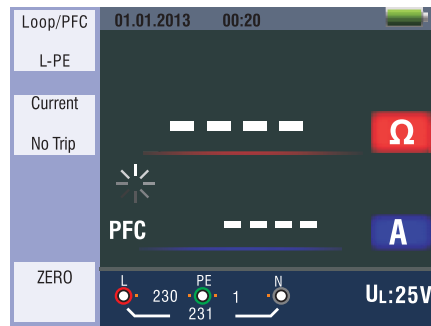 Loop/PFC
L-PE
Current
No Trip
ZERO
01.01.2013 00:20
– – – – Ω
PFC – – – – A
L PE N
230 1
231
UL:25V